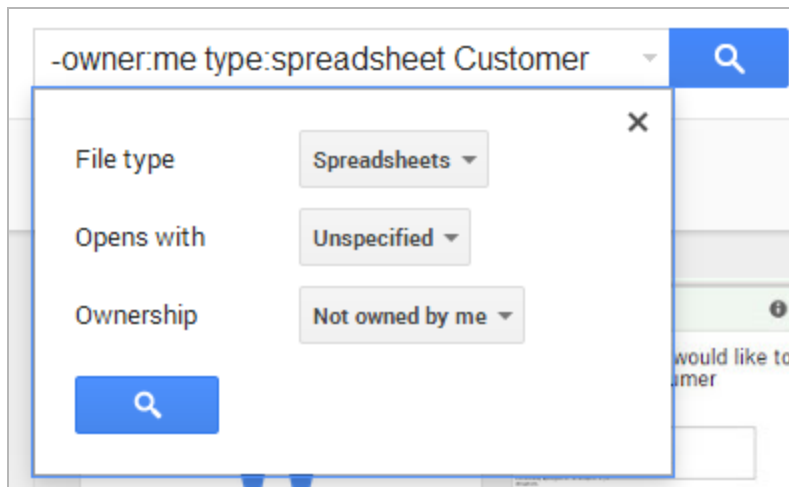 -owner:me type:spreadsheet Customer
File type Spreadsheets
Opens with Unspecified
Ownership Not owned by me
would like to
umer